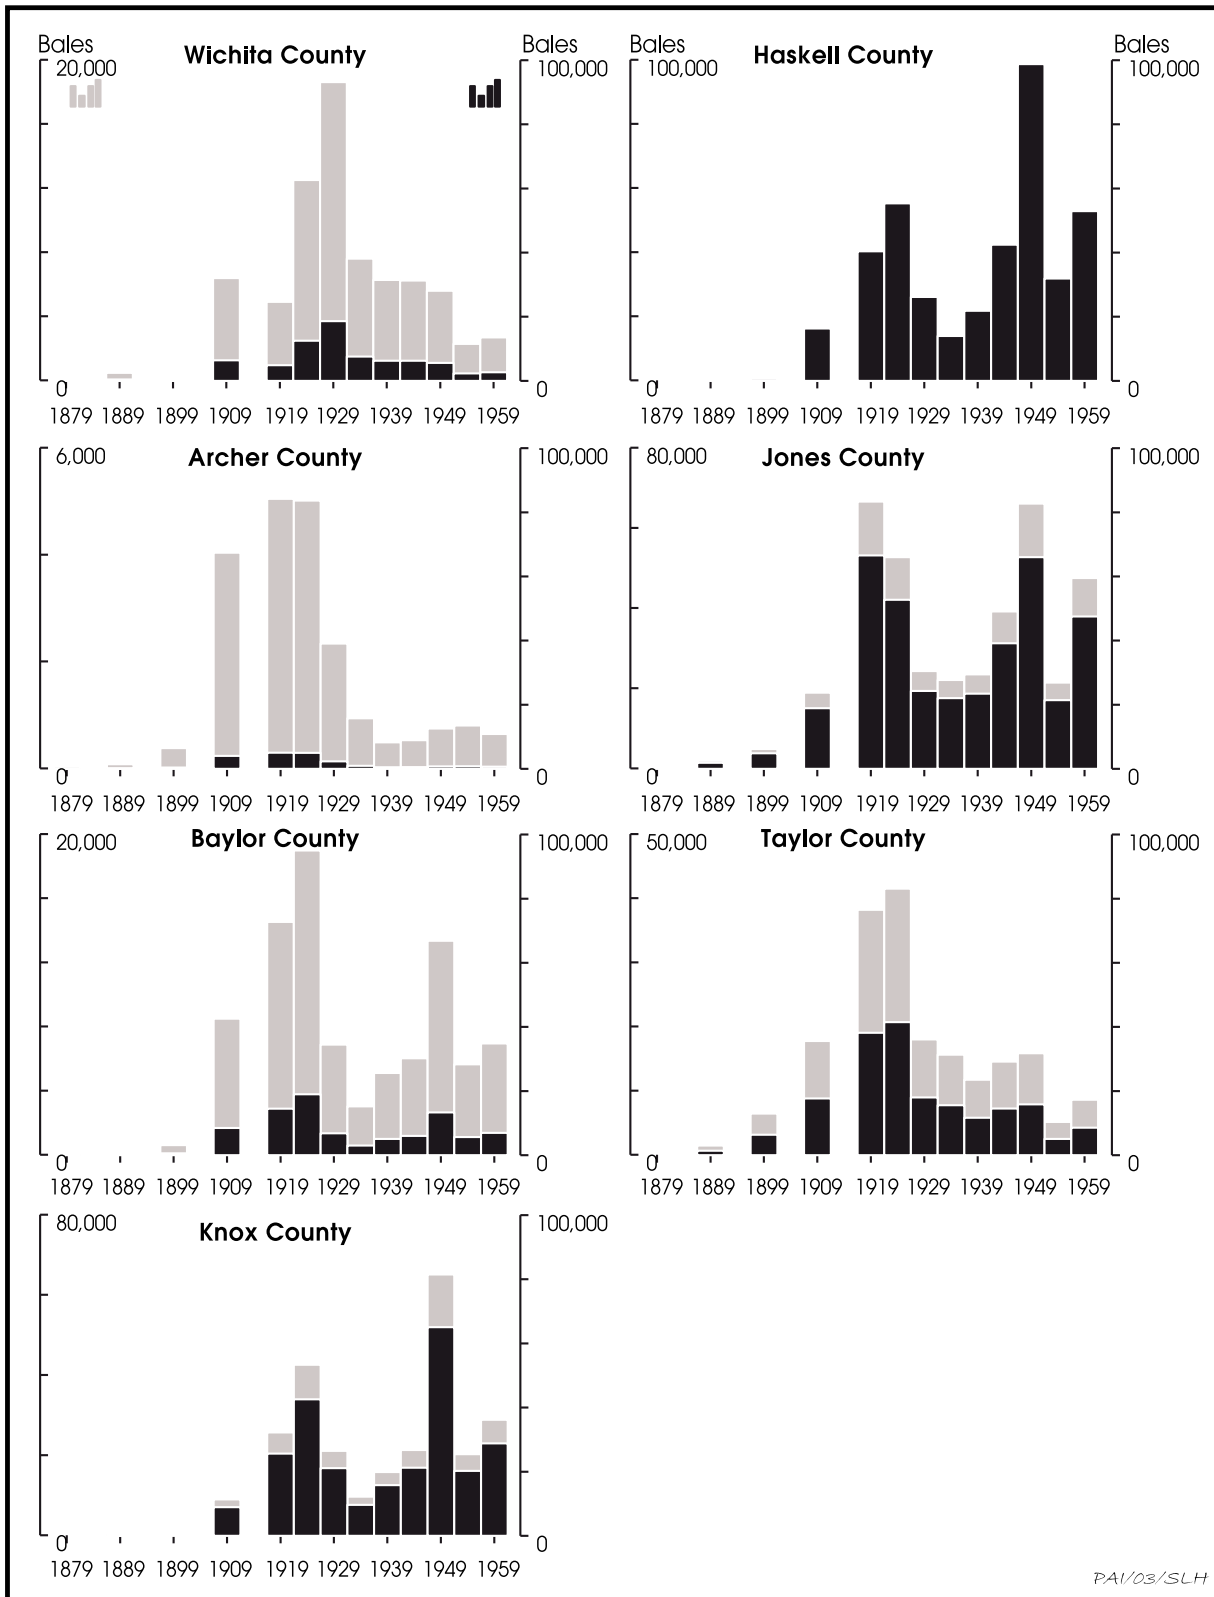 Bales Wichita County Bales
20,000 100,000
0 0
1879 1889 1899 1909 1919 1929 1939 1949 1959
Bales Haskell County Bales
100,000 100,000
0 0
1879 1889 1899 1909 1919 1929 1939 1949 1959
6,000 Archer County 100,000
0 0
1879 1889 1899 1909 1919 1929 1939 1949 1959
80,000 Jones County 100,000
0 0
1879 1889 1899 1909 1919 1929 1939 1949 1959
20,000 Baylor County 100,000
0 0
1879 1889 1899 1909 1919 1929 1939 1949 1959
50,000 Taylor County 100,000
0 0
1879 1889 1899 1909 1919 1929 1939 1949 1959
80,000 Knox County 100,000
0 0
1879 1889 1899 1909 1919 1929 1939 1949 1959
PAI/03/SLH